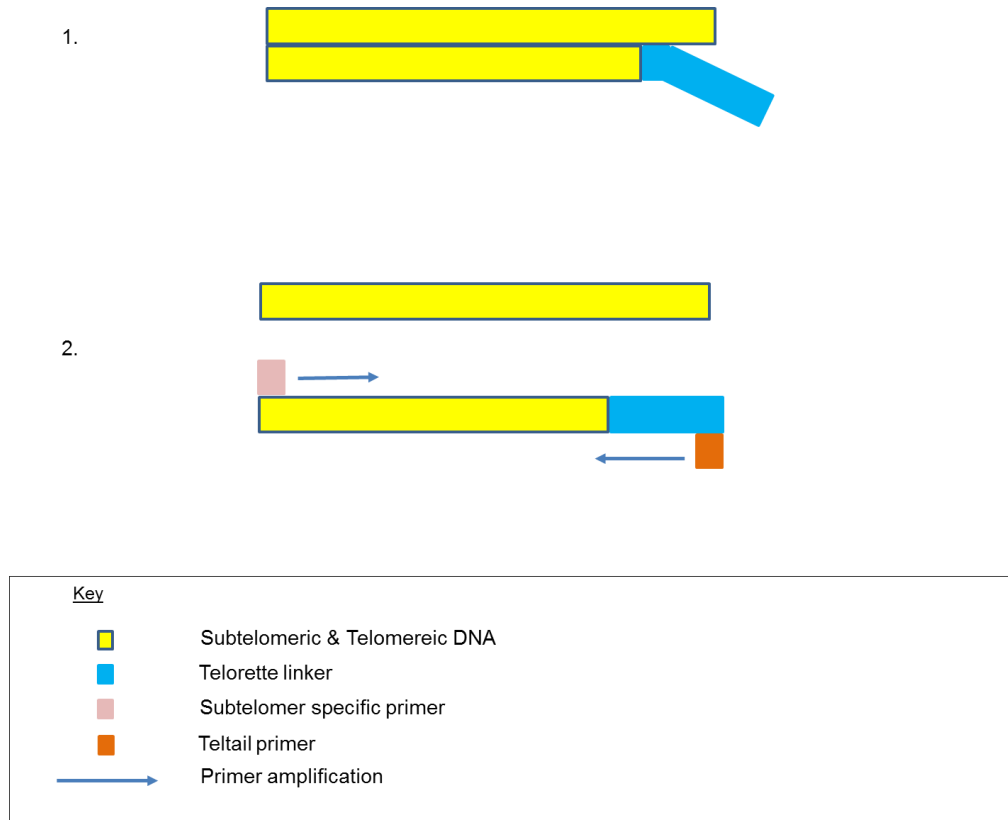 1.
2.
Key
Subtelomeric & Telomereic DNA
Telorette linker
Subtelomer specific primer
Teltail primer
Primer amplification